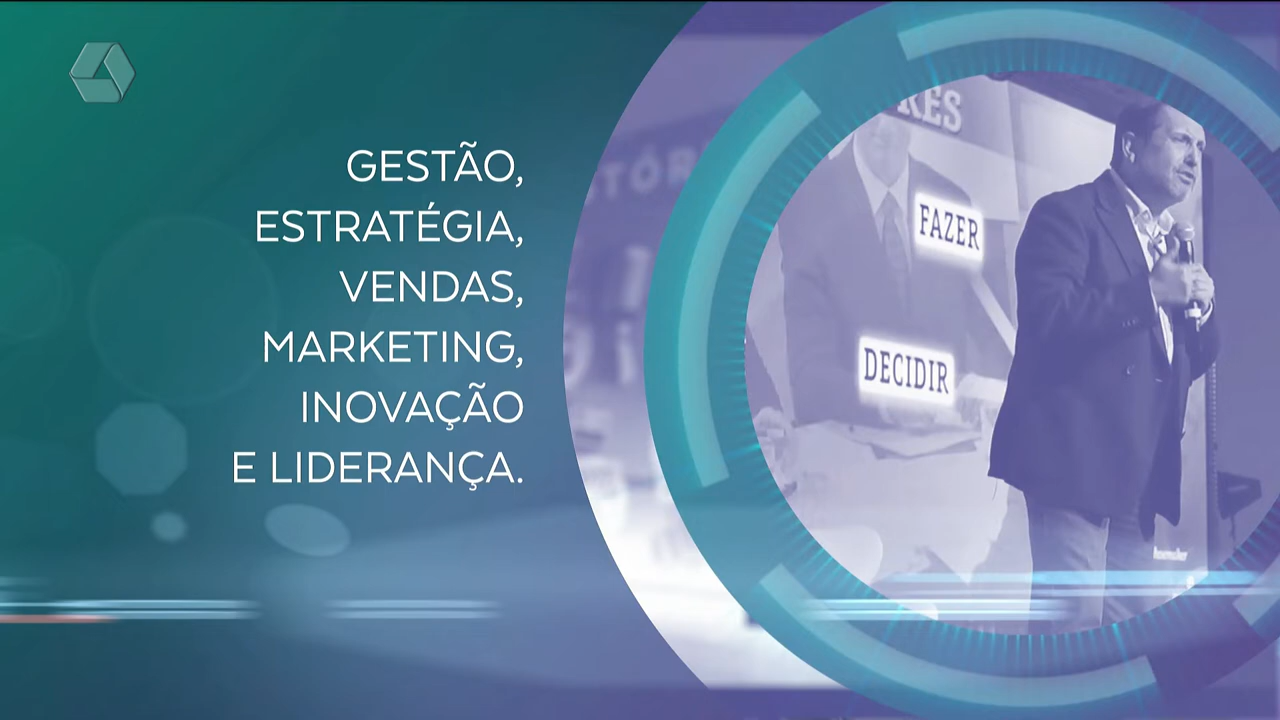 GESTÃO,
ESTRATÉGIA,
VENDAS,
MARKETING,
INOVAÇÃO
E LIDERANÇA.
FAZER
DECIDIR